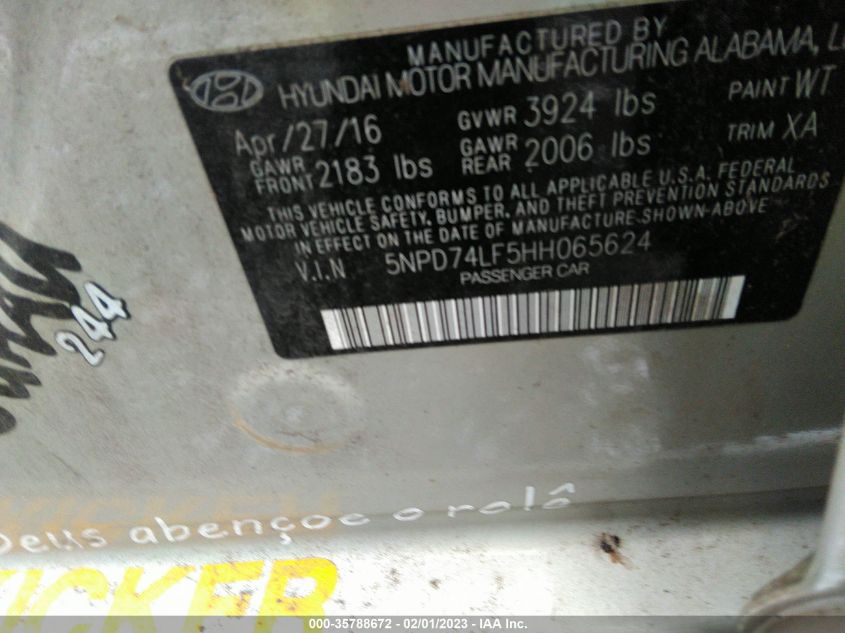 MANUFACTURED BY
HYUNDAI MOTOR MANUFACTURING ALABAMA,
Apr/27/16 GVWR 3924 lbs PAINT WT
GAWR FRONT 2183 lbs GAWR REAR 2006 lbs TRIM XA
THIS VEHICLE CONFORMS TO ALL APPLICABLE U.S.A. FEDERAL
MOTOR VEHICLE SAFETY, BUMPER, AND THEFT PREVENTION STANDARDS
IN EFFECT ON THE DATE OF MANUFACTURE SHOWN ABOVE
V.I.N 5NPD74LF5HH065624
PASSENGER CAR
244
Deus abençoe o rolê
KICKER
000-35788672 - 02/01/2023 - IAAI Inc.